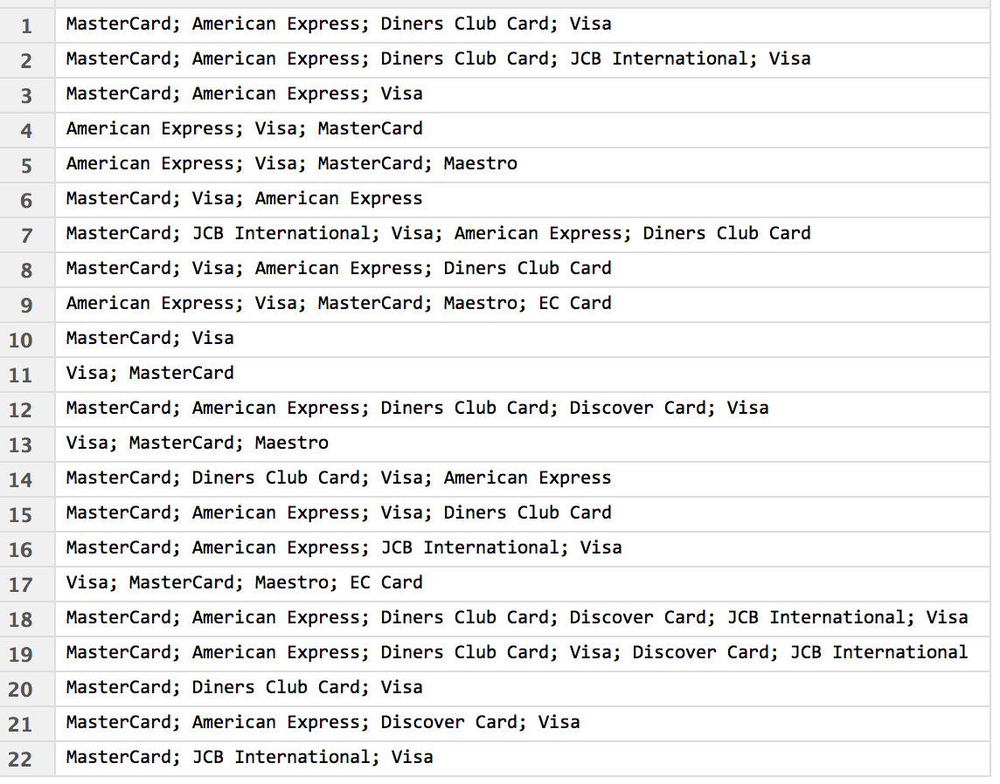 1 MasterCard; American Express; Diners Club Card; Visa
2 MasterCard; American Express; Diners Club Card; JCB International; Visa
3 MasterCard; American Express; Visa
4 American Express; Visa; MasterCard
5 American Express; Visa; MasterCard; Maestro
6 MasterCard; Visa; American Express
7 MasterCard; JCB International; Visa; American Express; Diners Club Card
8 MasterCard; Visa; American Express; Diners Club Card
9 American Express; Visa; MasterCard; Maestro; EC Card
10 MasterCard; Visa
11 Visa; MasterCard
12 MasterCard; American Express; Diners Club Card; Discover Card; Visa
13 Visa; MasterCard; Maestro
14 MasterCard; Diners Club Card; Visa; American Express
15 MasterCard; American Express; Visa; Diners Club Card
16 MasterCard; American Express; JCB International; Visa
17 Visa; MasterCard; Maestro; EC Card
18 MasterCard; American Express; Diners Club Card; Discover Card; JCB International; Visa
19 MasterCard; American Express; Diners Club Card; Visa; Discover Card; JCB International
20 MasterCard; Diners Club Card; Visa
21 MasterCard; American Express; Discover Card; Visa
22 MasterCard; JCB International; Visa